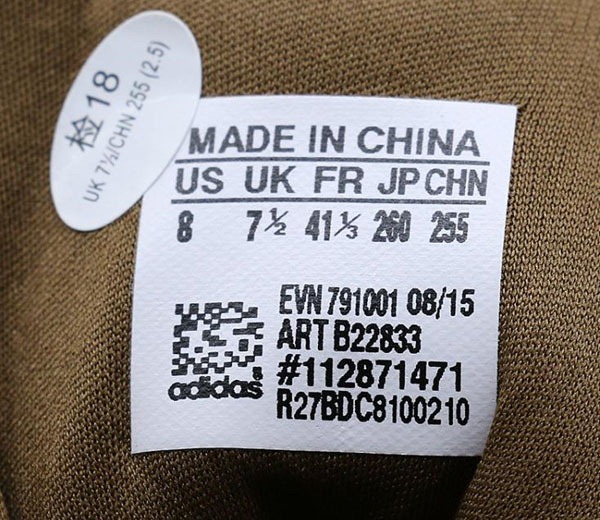 检18
UK 7½/CHN 255 (2.5)
MADE IN CHINA
US UK FR JP CHN
8 7½ 41⅓ 260 255
EVN 791001 08/15
ART B22833
#112871471
R27BDC8100210
adidas